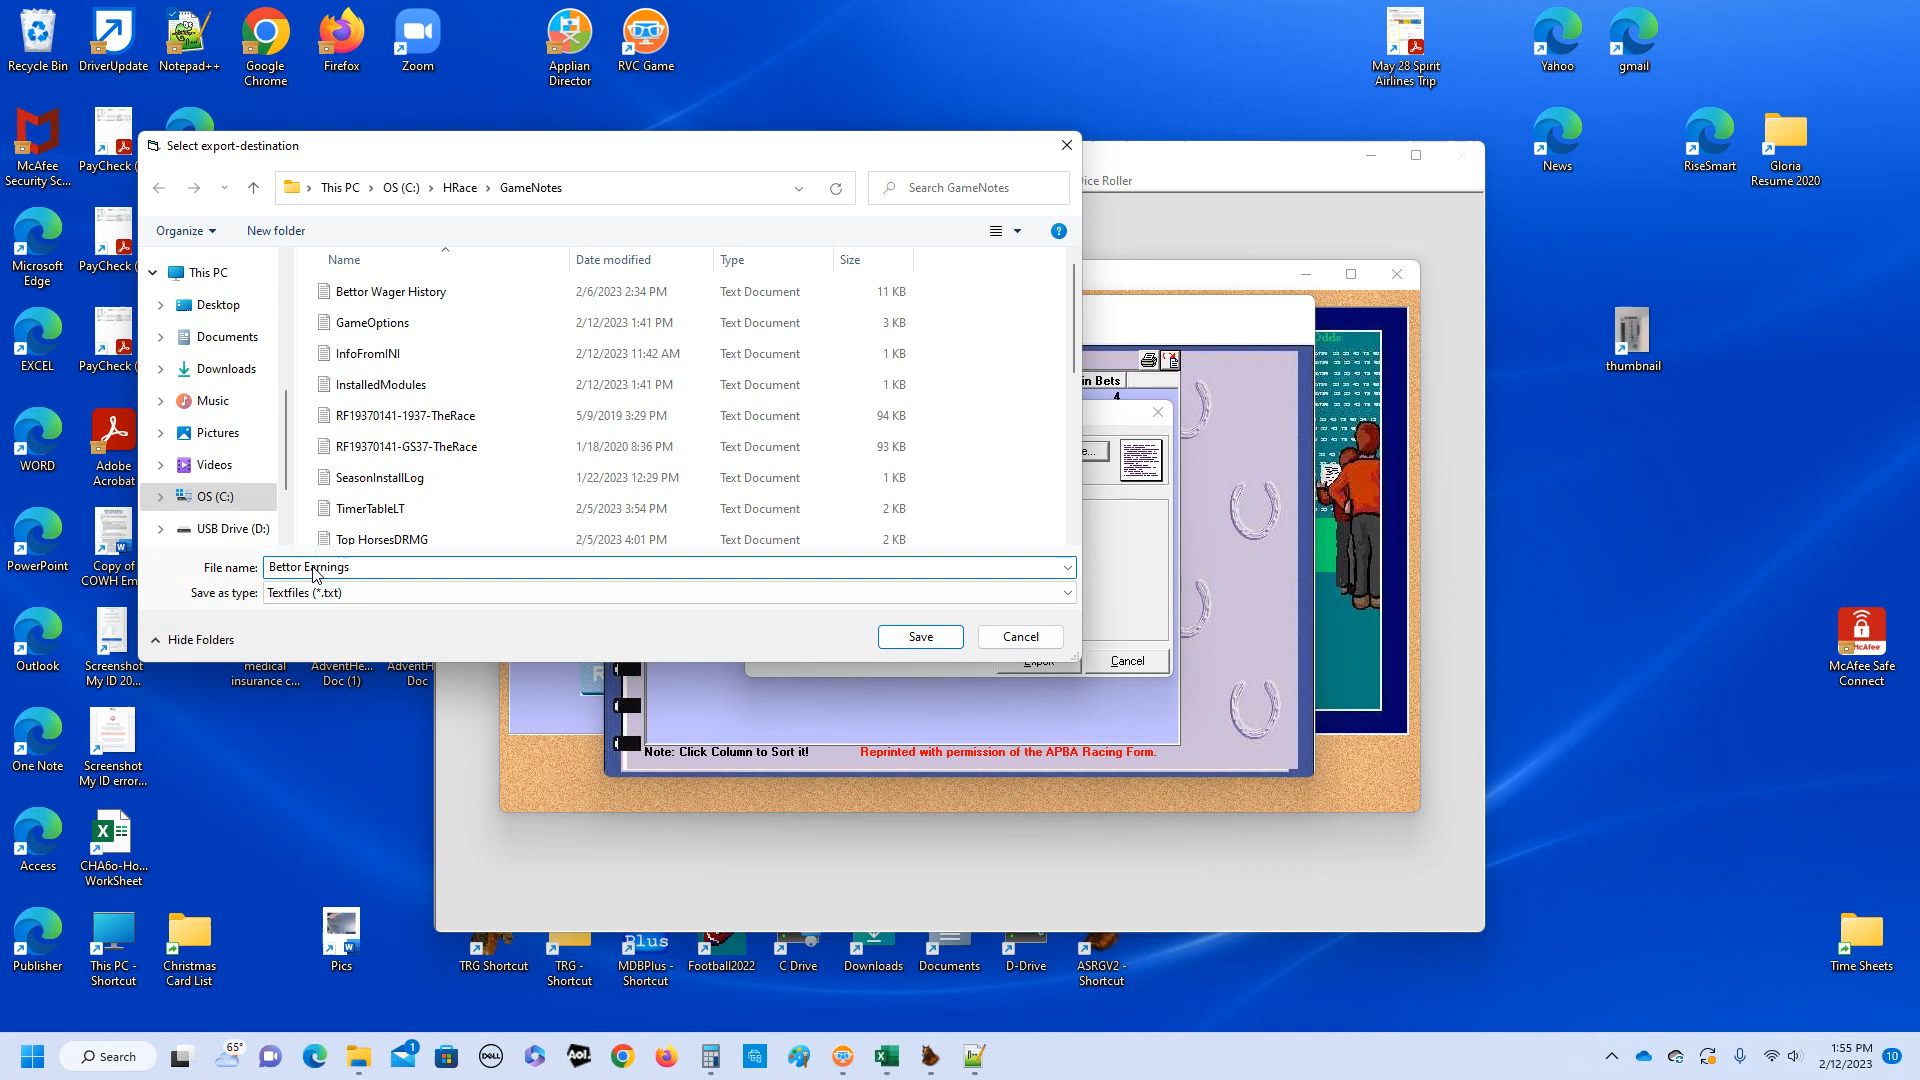 Recycle Bin
DriverUpdate
Notepad++
Google
Chrome
Firefox
Zoom
Applian
Director
RVC Game
May 28 Spirit
Airlines Trip
Yahoo
gmail
McAfee
Security Sc...
PayCheck (
News
RiseSmart
Gloria
Resume 2020
Select export-destination
This PC
OS (C:)
HRace
GameNotes
Search GameNotes
Organize
New folder
Name
Date modified
Type
Size
This PC
Desktop
Documents
Downloads
Music
Pictures
Videos
OS (C:)
USB Drive (D:)
Bettor Wager History 2/6/2023 2:34 PM Text Document 11 KB
GameOptions 2/12/2023 1:41 PM Text Document 3 KB
InfoFromINI 2/12/2023 11:42 AM Text Document 1 KB
InstalledModules 2/12/2023 1:41 PM Text Document 1 KB
RF19370141-1937-TheRace 5/9/2019 3:29 PM Text Document 94 KB
RF19370141-GS37-TheRace 1/18/2020 8:36 PM Text Document 93 KB
SeasonInstallLog 1/22/2023 12:29 PM Text Document 1 KB
TimerTableLT 2/5/2023 3:54 PM Text Document 2 KB
Top HorsesDRMG 2/5/2023 4:01 PM Text Document 2 KB
File name: Bettor Earnings
Save as type: Textfiles (*.txt)
Hide Folders
Save
Cancel
Dice Roller
in Bets
4
e...
Odds
Export
Cancel
Note: Click Column to Sort it!
Reprinted with permission of the APBA Racing Form.
Microsoft
Edge
PayCheck (
EXCEL
PayCheck (
thumbnail
WORD
Adobe
Acrobat
PowerPoint
Copy of
COWH Em
Outlook
Screenshot
My ID 20...
medical
insurance c...
AdventHe...
Doc (1)
AdventH
Doc
McAfee
McAfee Safe
Connect
One Note
Screenshot
My ID error...
Access
CHA6o-Ho...
WorkSheet
Publisher
This PC -
Shortcut
Christmas
Card List
Pics
TRG Shortcut
TRG -
Shortcut
Plus
MDBPlus -
Shortcut
Football2022
C Drive
Downloads
Documents
D-Drive
ASRGV2 -
Shortcut
Time Sheets
Search
65°
1
DELL
Aol.
1:55 PM
2/12/2023
10